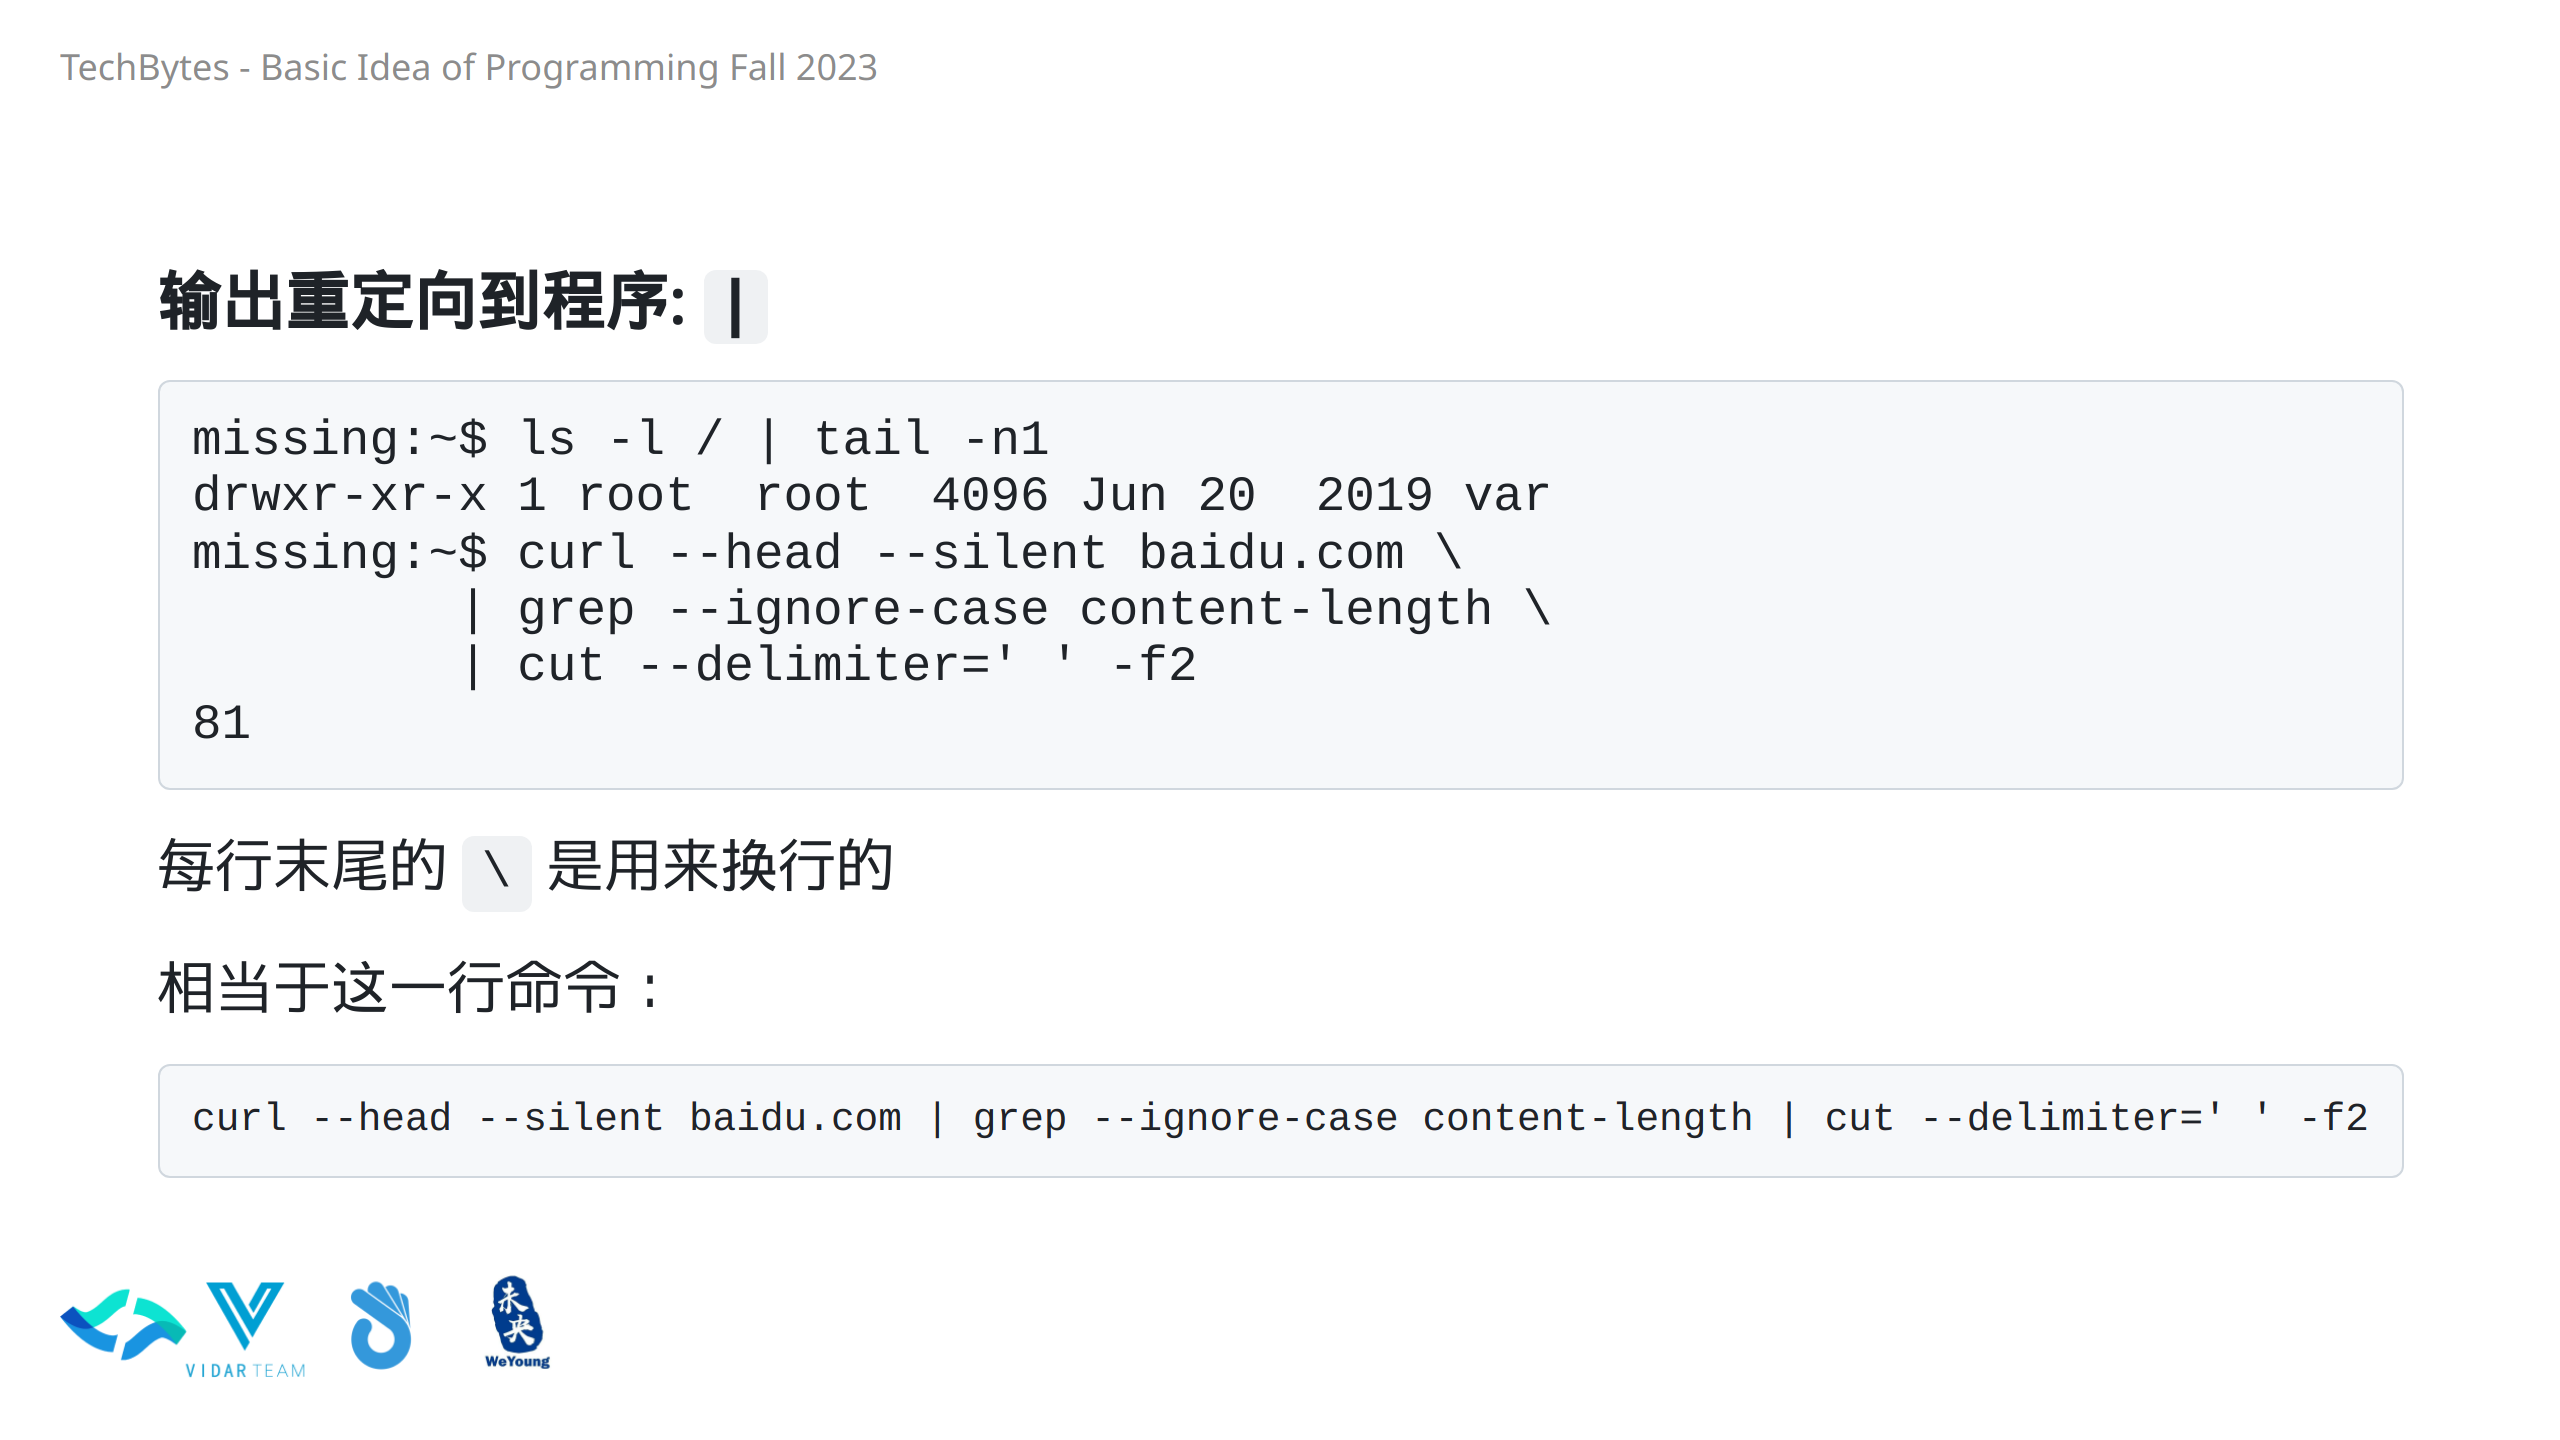 TechBytes - Basic Idea of Programming Fall 2023
输出重定向到程序: |
missing:~$ ls -l / | tail -n1
drwxr-xr-x 1 root  root  4096 Jun 20  2019 var
missing:~$ curl --head --silent baidu.com \
         | grep --ignore-case content-length \
         | cut --delimiter=' ' -f2
81
每行末尾的 \ 是用来换行的
相当于这一行命令：
curl --head --silent baidu.com | grep --ignore-case content-length | cut --delimiter=' ' -f2
VIDAR TEAM
未央
WeYoung